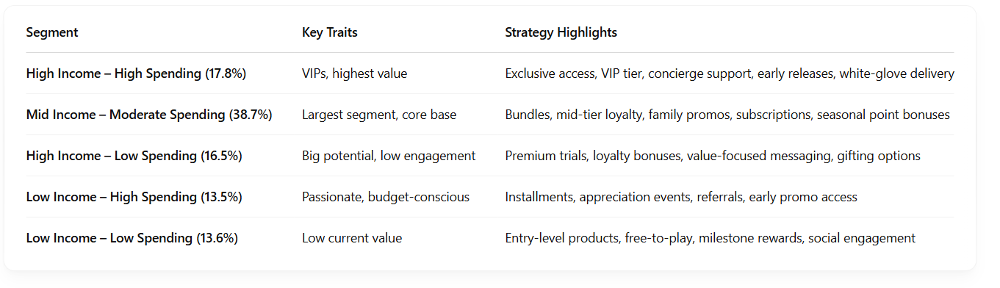 Segment Key Traits Strategy Highlights
High Income – High Spending (17.8%) VIPs, highest value Exclusive access, VIP tier, concierge support, early releases, white-glove delivery
Mid Income – Moderate Spending (38.7%) Largest segment, core base Bundles, mid-tier loyalty, family promos, subscriptions, seasonal point bonuses
High Income – Low Spending (16.5%) Big potential, low engagement Premium trials, loyalty bonuses, value-focused messaging, gifting options
Low Income – High Spending (13.5%) Passionate, budget-conscious Installments, appreciation events, referrals, early promo access
Low Income – Low Spending (13.6%) Low current value Entry-level products, free-to-play, milestone rewards, social engagement